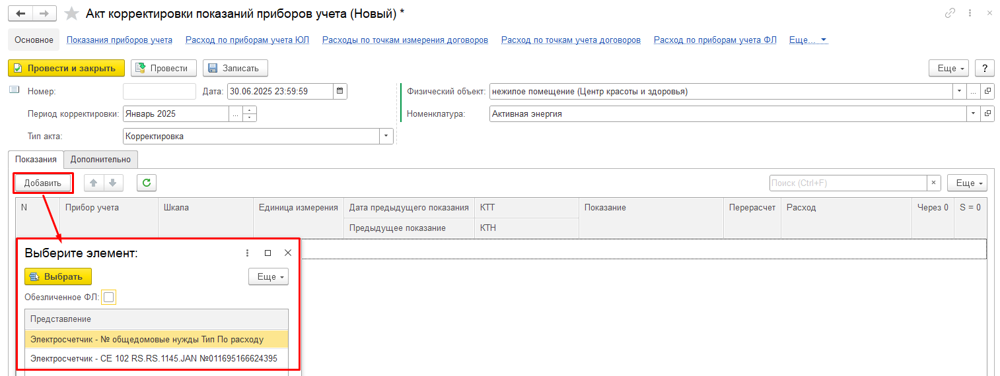 Акт корректировки показаний приборов учета (Новый) *
Основное Показания приборов учета Расход по приборам учета ЮЛ Расходы по точкам измерения договоров Расход по точкам учета договоров Расход по приборам учета ФЛ Еще...
Провести и закрыть Провести Записать Еще ?
Номер: Дата: 30.06.2025 23:59:59 Физический объект: нежилое помещение (Центр красоты и здоровья) ...
Период корректировки: Январь 2025 ... Номенклатура: Активная энергия
Тип акта: Корректировка
Показания Дополнительно
Добавить Поиск (Ctrl+F) × Еще
N Прибор учета Шкала Единица измерения Дата предыдущего показания КТТ Показание Перерасчет Расход Через 0 S = 0
Предыдущее показание КТН
Выберите элемент:
Выбрать Еще
Обезличенное ФЛ:
Представление
Электросчетчик - № общедомовые нужды Тип По расходу
Электросчетчик - СЕ 102 RS.RS.1145.JAN №011695166624395